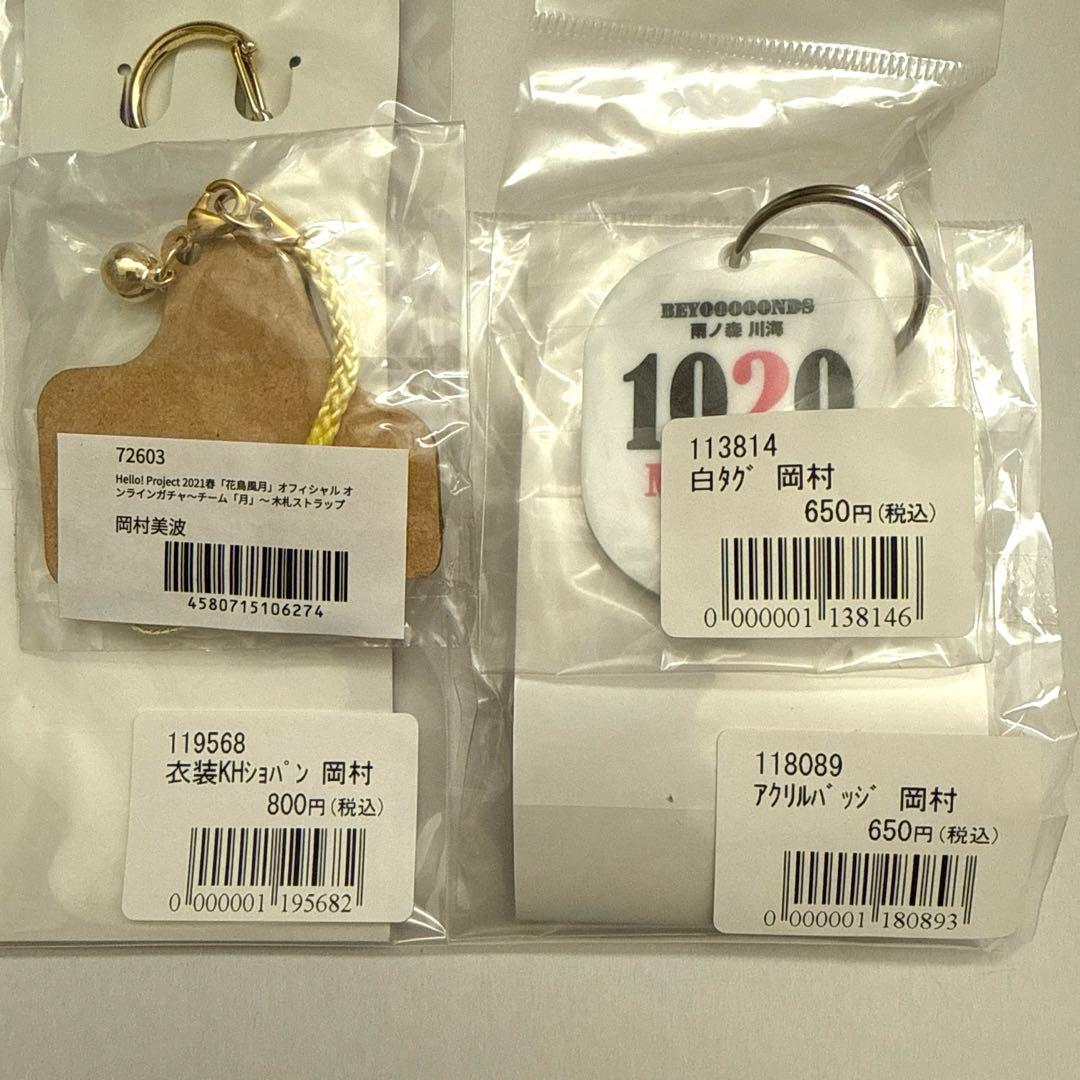 72603
Hello! Project 2021春「花鳥風月」オフィシャル オ
ンラインガチャ～チーム「月」～ 木札ストラップ
岡村美波
4580715106274
BEYOOOOONDS
雨ノ森 川海
1020
M
113814
白ﾀｸﾞ 岡村
650円(税込)
0 000001 138146
119568
衣装KHｼｮﾊﾟﾝ 岡村
800円(税込)
0 000001 195682
118089
ｱｸﾘﾙﾊﾞｯｼﾞ 岡村
650円(税込)
0 000001 180893